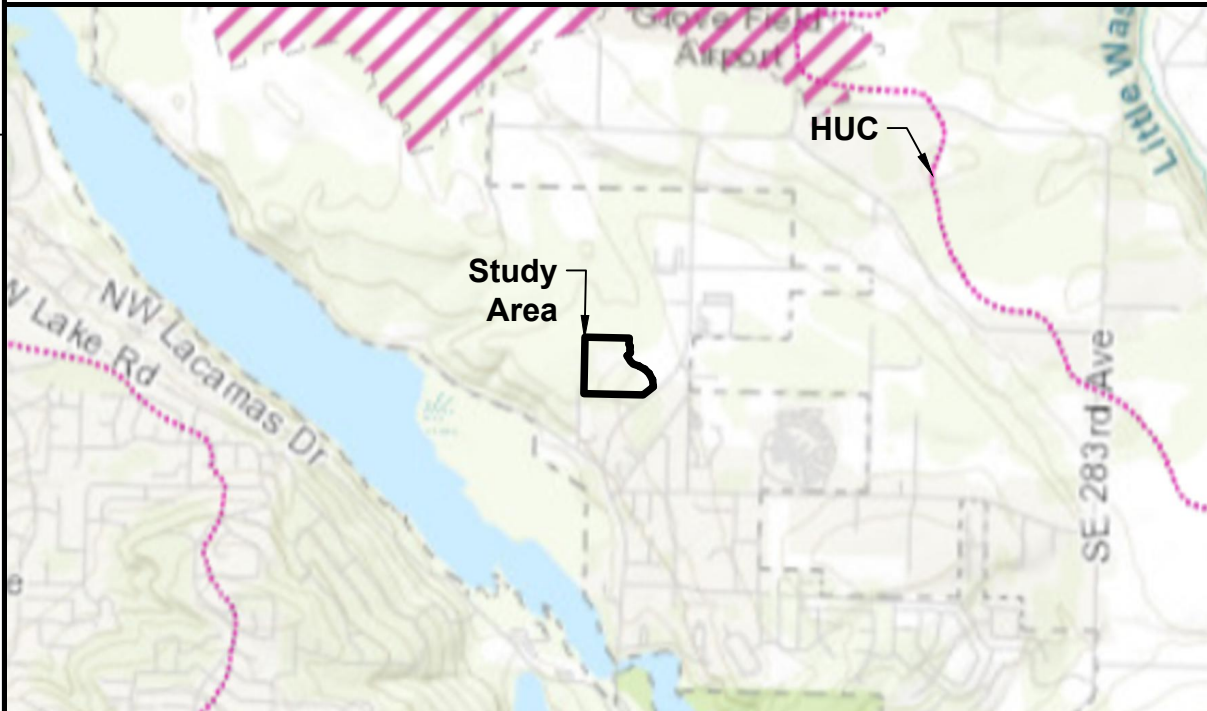 Grove Field
Airport
Little Was
HUC
Study
Area
NW Lacamas Dr
y Lake Rd
SE 283rd Ave
e